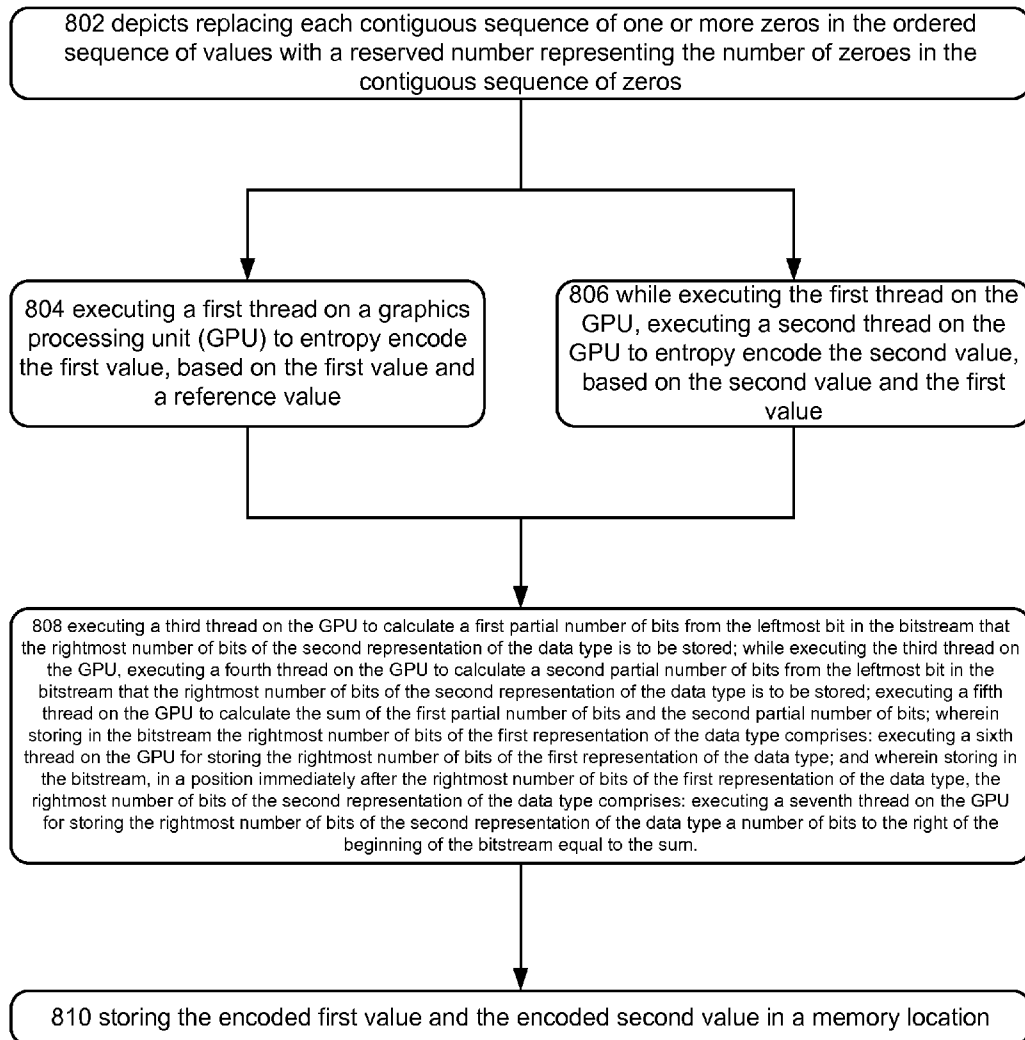 802 depicts replacing each contiguous sequence of one or more zeros in the ordered
sequence of values with a reserved number representing the number of zeroes in the
contiguous sequence of zeros
804 executing a first thread on a graphics
processing unit (GPU) to entropy encode
the first value, based on the first value and
a reference value
806 while executing the first thread on the
GPU, executing a second thread on the
GPU to entropy encode the second value,
based on the second value and the first
value
808 executing a third thread on the GPU to calculate a first partial number of bits from the leftmost bit in the bitstream that
the rightmost number of bits of the second representation of the data type is to be stored; while executing the third thread on
the GPU, executing a fourth thread on the GPU to calculate a second partial number of bits from the leftmost bit in the
bitstream that the rightmost number of bits of the second representation of the data type is to be stored; executing a fifth
thread on the GPU to calculate the sum of the first partial number of bits and the second partial number of bits; wherein
storing in the bitstream the rightmost number of bits of the first representation of the data type comprises: executing a sixth
thread on the GPU for storing the rightmost number of bits of the first representation of the data type; and wherein storing in
the bitstream, in a position immediately after the rightmost number of bits of the first representation of the data type, the
rightmost number of bits of the second representation of the data type comprises: executing a seventh thread on the GPU
for storing the rightmost number of bits of the second representation of the data type a number of bits to the right of the
beginning of the bitstream equal to the sum.
810 storing the encoded first value and the encoded second value in a memory location